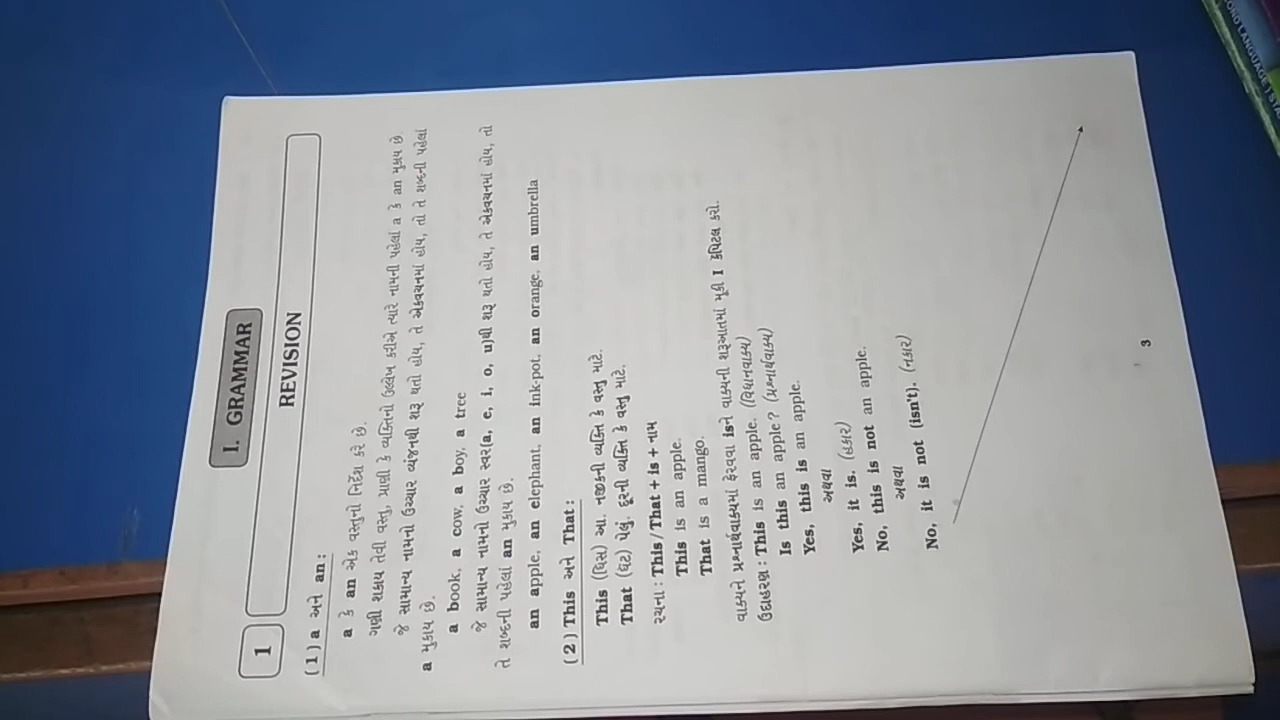 I. GRAMMAR
1
REVISION
(1) a અને an :
a કે an એક વસ્તુનો નિર્દેશ કરે છે.
ગણી શકાય તેવી વસ્તુ, પ્રાણી કે વ્યક્તિનો ઉલ્લેખ કરીએ ત્યારે નામની પહેલાં a કે an મુકાય છે.
જે સામાન્ય નામનો ઉચ્ચાર વ્યંજનથી શરૂ થતો હોય, તે એકવચનમાં હોય, તો તે શબ્દની પહેલાં
a મુકાય છે.
a book, a cow, a boy, a tree
જે સામાન્ય નામનો ઉચ્ચાર સ્વર(a, e, i, o, u)થી શરૂ થતો હોય, તે એકવચનમાં હોય, તો
તે શબ્દની પહેલાં an મુકાય છે.
an apple, an elephant, an ink-pot, an orange, an umbrella
(2) This અને That :
This (ધિસ) આ. નજીકની વ્યક્તિ કે વસ્તુ માટે.
That (ધૅટ) પેલું. દૂરની વ્યક્તિ કે વસ્તુ માટે.
રચના : This / That + is + નામ
This is an apple.
That is a mango.
વાક્યને પ્રશ્નાર્થવાક્યમાં ફેરવવા isને વાક્યની શરૂઆતમાં મૂકી I કૅપિટલ કરો.
ઉદાહરણ : This is an apple. (વિધાનવાક્ય)
Is this an apple? (પ્રશ્નાર્થવાક્ય)
Yes, this is an apple.
અથવા
Yes, it is. (હકાર)
No, this is not an apple.
અથવા
No, it is not (isn't). (નકાર)
3